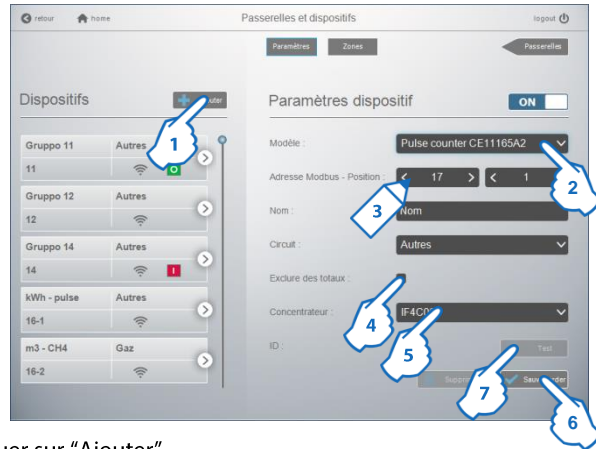 retour home Passerelles et dispositifs logout
Paramètres Zones Passerelles
Dispositifs
Paramètres dispositif ON
1
Gruppo 11 Autres
11 O
Gruppo 12 Autres
12
Gruppo 14 Autres
14 I
kWh - pulse Autres
16-1
m3 - CH4 Gaz
16-2
Modèle : Pulse counter CE11165A2
2
Adresse Modbus - Position : < 17 > < 1
3
Nom : Nom
Circuit : Autres
Exclure des totaux :
4
Concentrateur :
5
ID : Test
7
6
"Ajouter"